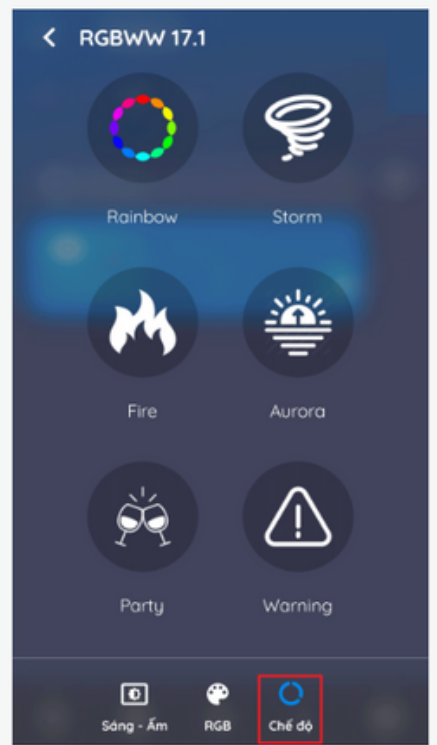 RGBWW 17.1
Rainbow Storm
Fire Aurora
Party Warning
Sáng - Ấm RGB Chế độ